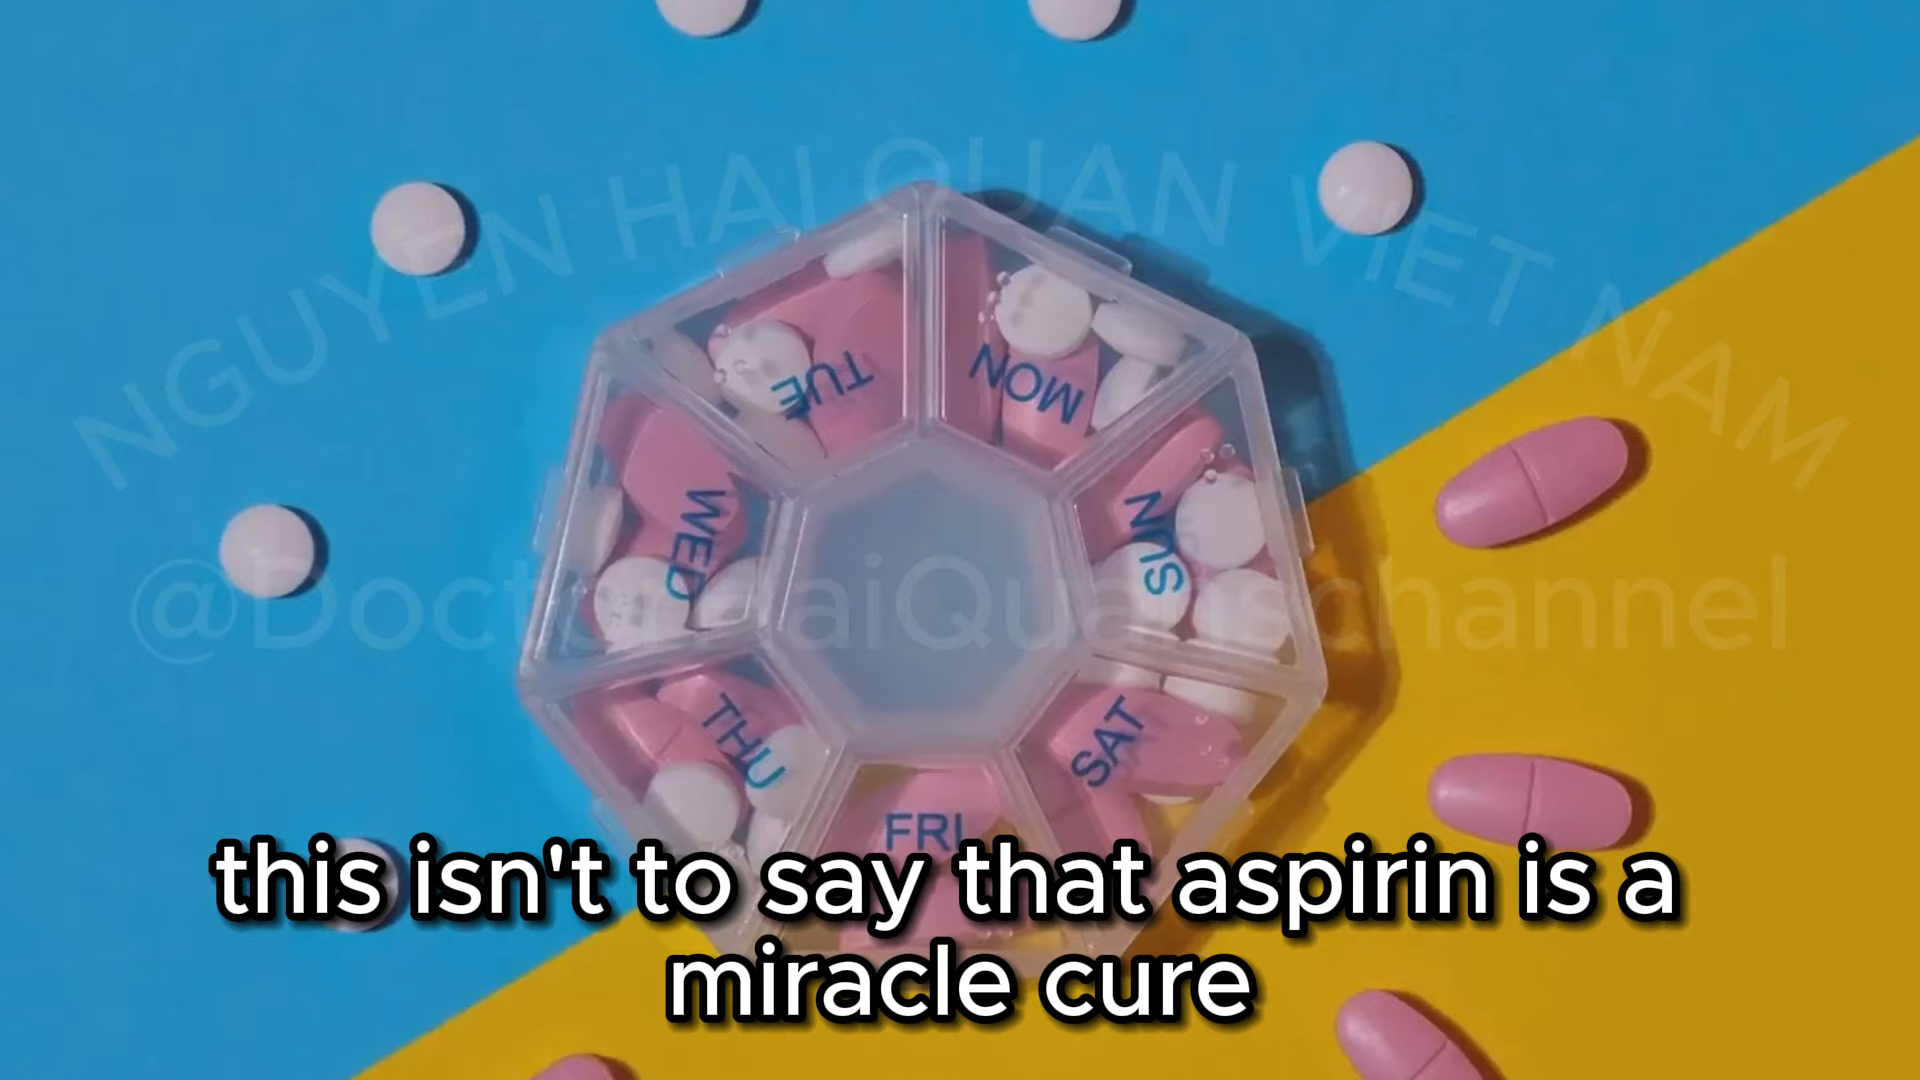 NGUYEN HAI QUAN VIET NAM
MON
TUE
SUN
WED
@DoctorHaiQuanschannel
THU
SAT
FRI
this isn't to say that aspirin is a
miracle cure